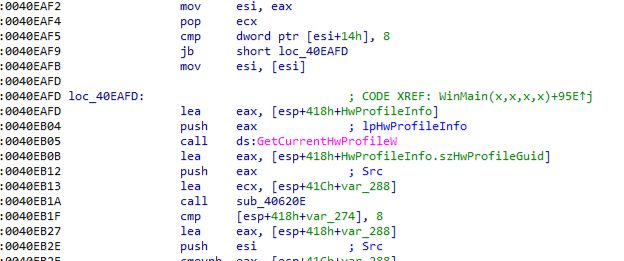 :0040EAF2 mov esi, eax
:0040EAF4 pop ecx
:0040EAF5 cmp dword ptr [esi+14h], 8
:0040EAF9 jb short loc_40EAFD
:0040EAFB mov esi, [esi]
:0040EAFD
:0040EAFD loc_40EAFD: ; CODE XREF: WinMain(x,x,x,x)+95E↑j
:0040EAFD lea eax, [esp+418h+HwProfileInfo]
:0040EB04 push eax ; lpHwProfileInfo
:0040EB05 call ds:GetCurrentHwProfileW
:0040EB0B lea eax, [esp+418h+HwProfileInfo.szHwProfileGuid]
:0040EB12 push eax ; Src
:0040EB13 lea ecx, [esp+41Ch+var_288]
:0040EB1A call sub_40620E
:0040EB1F cmp [esp+418h+var_274], 8
:0040EB27 lea eax, [esp+418h+var_288]
:0040EB2E push esi ; Src